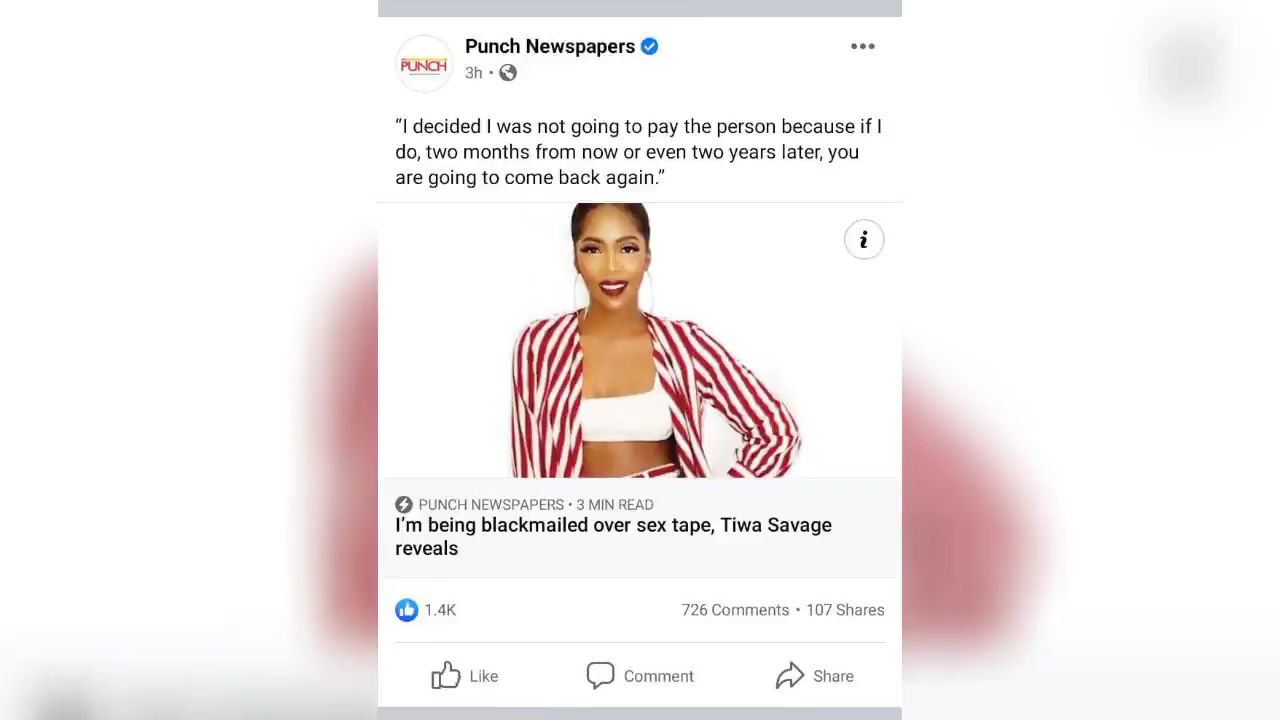 Punch Newspapers
PUNCH
3h •
“I decided I was not going to pay the person because if I
do, two months from now or even two years later, you
are going to come back again.”
i
PUNCH NEWSPAPERS • 3 MIN READ
I’m being blackmailed over sex tape, Tiwa Savage
reveals
1.4K
726 Comments • 107 Shares
Like
Comment
Share